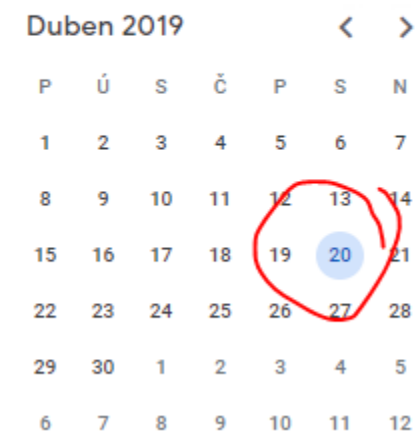 Duben 2019 < >
P Ú S Č P S N
1 2 3 4 5 6 7
8 9 10 11 12 13 14
15 16 17 18 19 20 21
22 23 24 25 26 27 28
29 30 1 2 3 4 5
6 7 8 9 10 11 12